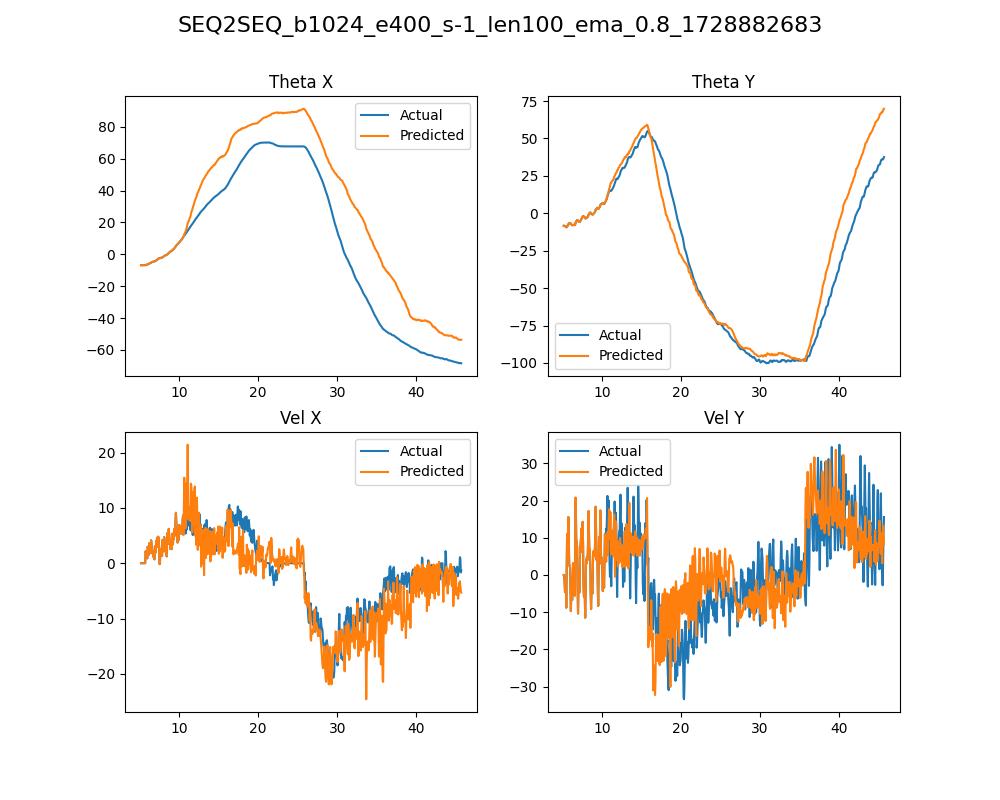 SEQ2SEQ_b1024_e400_s-1_len100_ema_0.8_1728882683
Theta X
Actual
Predicted
80
60
40
20
0
−20
−40
−60
10 20 30 40
Theta Y
Actual
Predicted
75
50
25
0
−25
−50
−75
−100
10 20 30 40
Vel X
Actual
Predicted
20
10
0
−10
−20
10 20 30 40
Vel Y
Actual
Predicted
30
20
10
0
−10
−20
−30
10 20 30 40